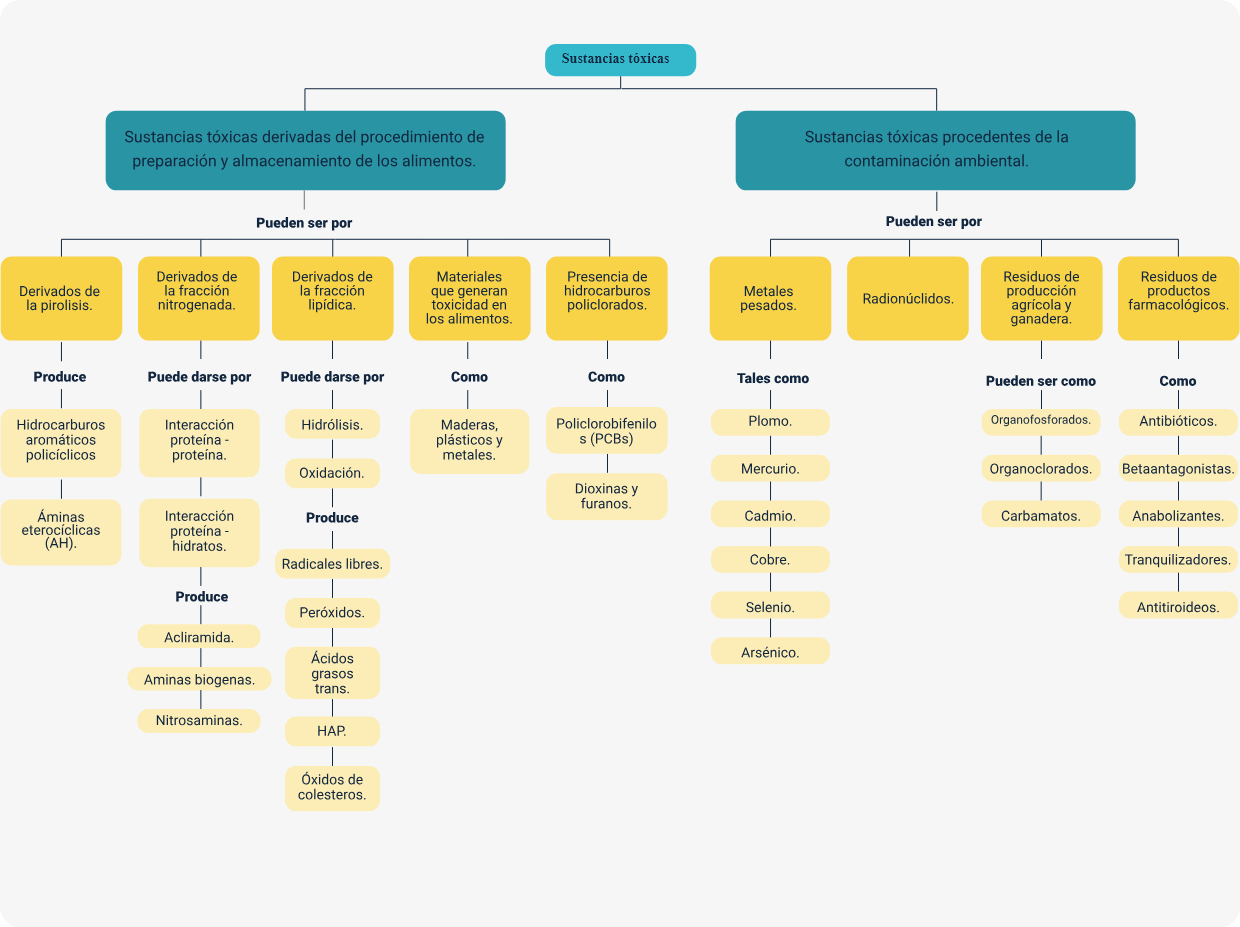 Sustancias tóxicas
Sustancias tóxicas derivadas del procedimiento de
preparación y almacenamiento de los alimentos.
Pueden ser por
Derivados de
la pirolisis.
Produce
Hidrocarburos
aromáticos
policíclicos
Áminas
eterocíclicas
(AH).
Derivados de
la fracción
nitrogenada.
Puede darse por
Interacción
proteína -
proteína.
Interacción
proteína -
hidratos.
Produce
Acliramida.
Aminas biogenas.
Nitrosaminas.
Derivados de
la fracción
lipídica.
Puede darse por
Hidrólisis.
Oxidación.
Produce
Radicales libres.
Peróxidos.
Ácidos
grasos
trans.
HAP.
Óxidos de
colesteros.
Materiales
que generan
toxicidad en
los alimentos.
Como
Maderas,
plásticos y
metales.
Presencia de
hidrocarburos
policlorados.
Como
Policlorobifenilo
s (PCBs)
Dioxinas y
furanos.
Sustancias tóxicas procedentes de la
contaminación ambiental.
Pueden ser por
Metales
pesados.
Tales como
Plomo.
Mercurio.
Cadmio.
Cobre.
Selenio.
Arsénico.
Radionúclidos.
Residuos de
producción
agrícola y
ganadera.
Pueden ser como
Organofosforados.
Organoclorados.
Carbamatos.
Residuos de
productos
farmacológicos.
Como
Antibióticos.
Betaantagonistas.
Anabolizantes.
Tranquilizadores.
Antitiroideos.